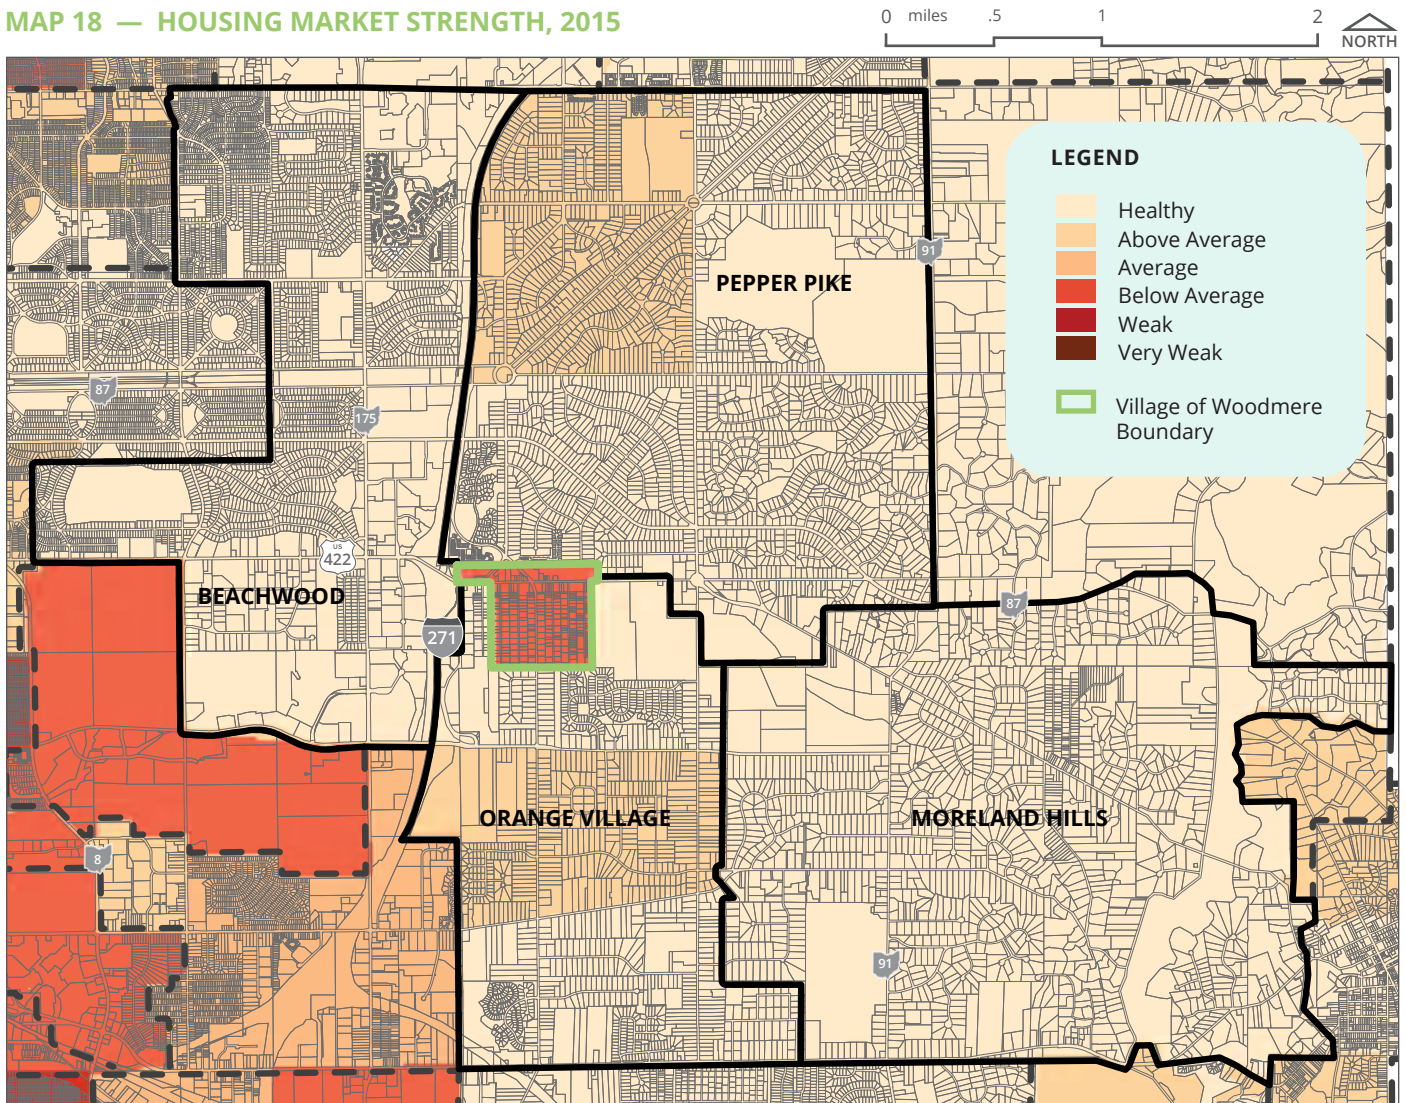 MAP 18 — HOUSING MARKET STRENGTH, 2015
0 miles .5 1 2
NORTH
LEGEND
Healthy
Above Average
Average
Below Average
Weak
Very Weak
Village of Woodmere
Boundary
91
PEPPER PIKE
87
175
US
422
BEACHWOOD
271
87
ORANGE VILLAGE
MORELAND HILLS
8
91